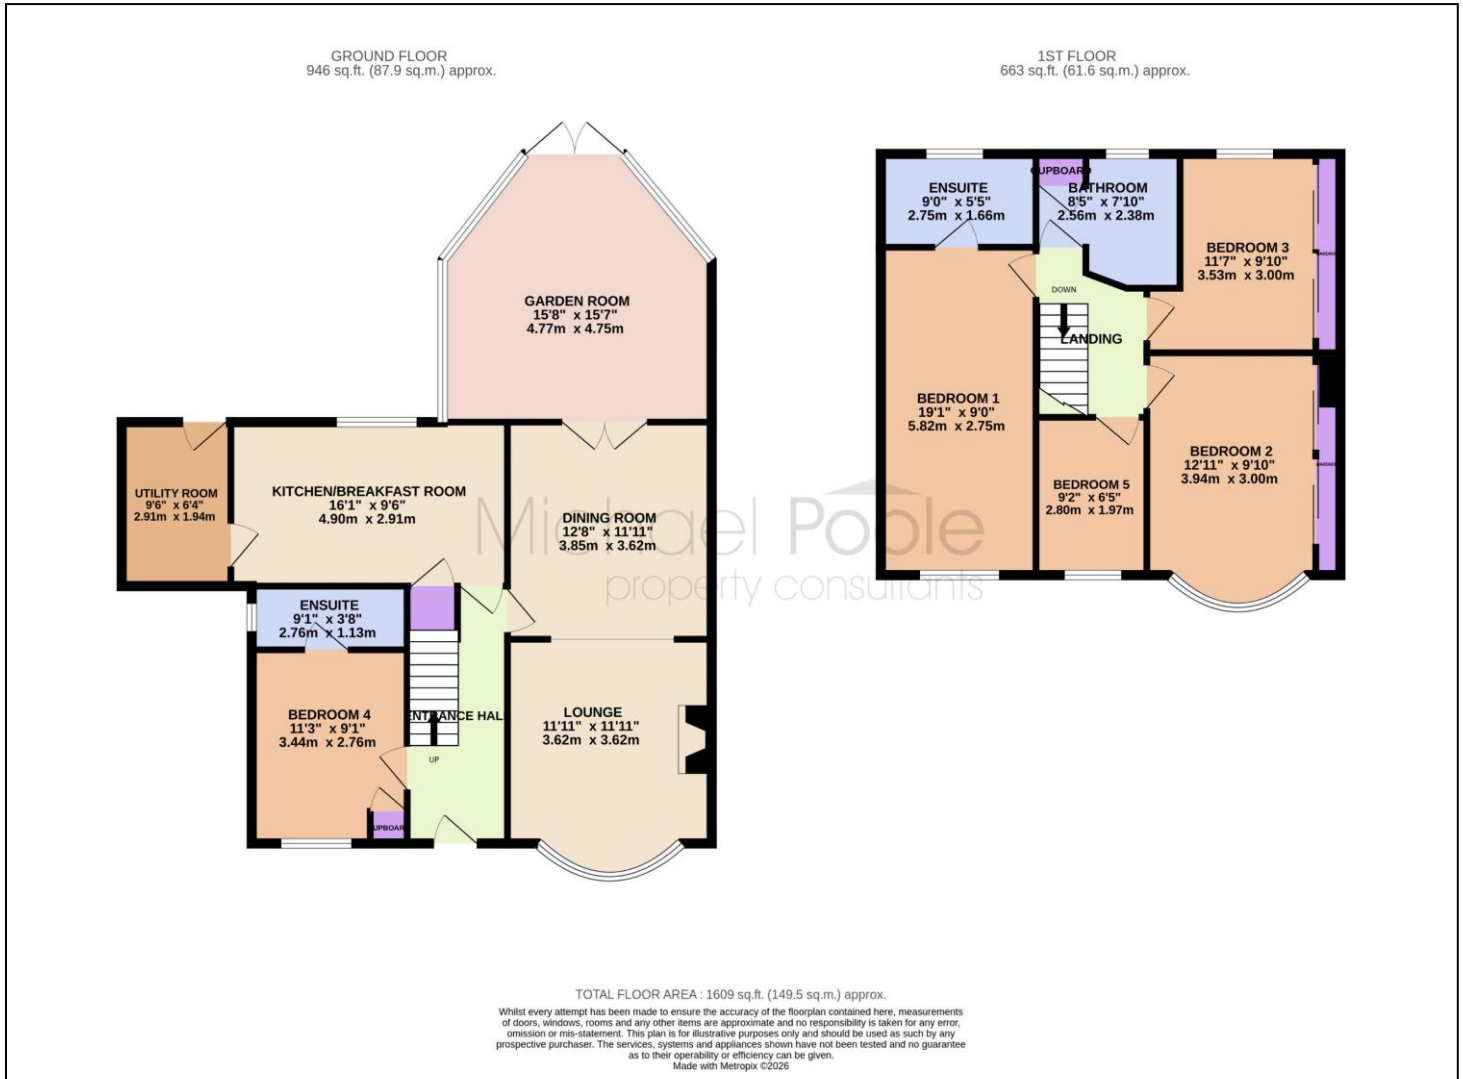 GROUND FLOOR
946 sq.ft. (87.9 sq.m.) approx.
1ST FLOOR
663 sq.ft. (61.6 sq.m.) approx.
GARDEN ROOM
15'8" x 15'7"
4.77m x 4.75m
UTILITY ROOM
9'6" x 6'4"
2.91m x 1.94m
KITCHEN/BREAKFAST ROOM
16'1" x 9'6"
4.90m x 2.91m
DINING ROOM
12'8" x 11'11"
3.85m x 3.62m
ENSUITE
9'1" x 3'8"
2.76m x 1.13m
BEDROOM 4
11'3" x 9'1"
3.44m x 2.76m
UPBOAR
ENTRANCE HAL
UP
LOUNGE
11'11" x 11'11"
3.62m x 3.62m
ENSUITE
9'0" x 5'5"
2.75m x 1.66m
CUPBOARD
BATHROOM
8'5" x 7'10"
2.56m x 2.38m
BEDROOM 3
11'7" x 9'10"
3.53m x 3.00m
DOWN
LANDING
BEDROOM 1
19'1" x 9'0"
5.82m x 2.75m
BEDROOM 5
9'2" x 6'5"
2.80m x 1.97m
BEDROOM 2
12'11" x 9'10"
3.94m x 3.00m
Michael Poole
property consultants
TOTAL FLOOR AREA : 1609 sq.ft. (149.5 sq.m.) approx.
Whilst every attempt has been made to ensure the accuracy of the floorplan contained here, measurements
of doors, windows, rooms and any other items are approximate and no responsibility is taken for any error,
omission or mis-statement. This plan is for illustrative purposes only and should be used as such by any
prospective purchaser. The services, systems and appliances shown have not been tested and no guarantee
as to their operability or efficiency can be given.
Made with Metropix ©2026